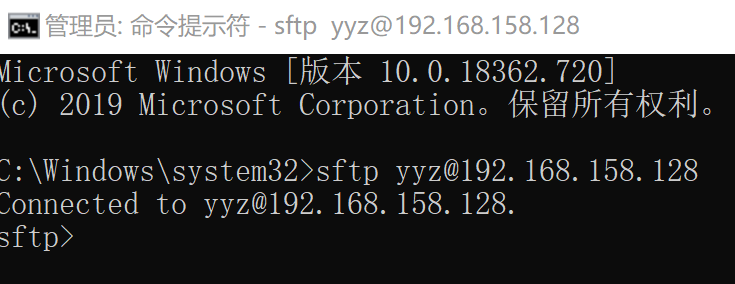 管理员: 命令提示符 - sftp  yyz@192.168.158.128
Microsoft Windows [版本 10.0.18362.720]
(c) 2019 Microsoft Corporation。保留所有权利。
C:\Windows\system32>sftp yyz@192.168.158.128
Connected to yyz@192.168.158.128.
sftp>